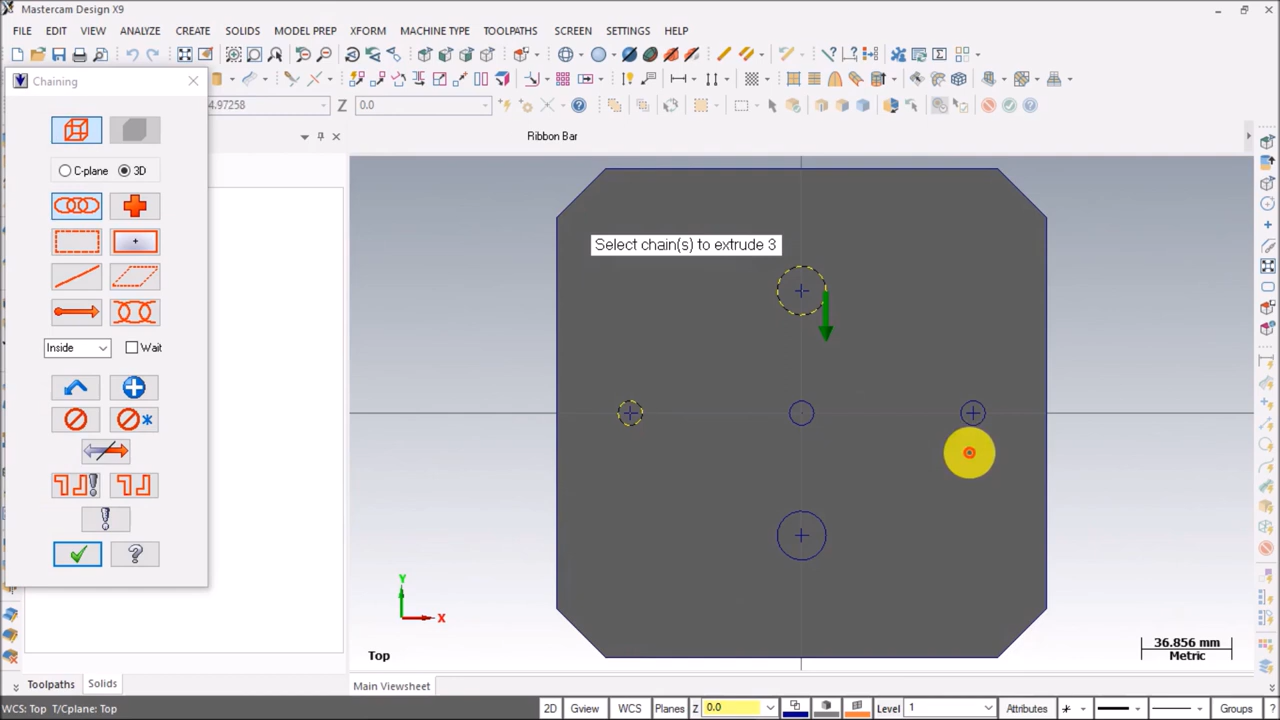 Mastercam Design X9
FILE EDIT VIEW ANALYZE CREATE SOLIDS MODEL PREP XFORM MACHINE TYPE TOOLPATHS SCREEN SETTINGS HELP
Chaining
4.97258 Z 0.0
Ribbon Bar
C-plane 3D
Select chain(s) to extrude 3
Inside Wait
Y
X
Top
36.856 mm
Metric
Toolpaths Solids
Main Viewsheet
WCS: Top T/Cplane: Top 2D Gview WCS Planes Z 0.0 Level 1 Attributes Groups